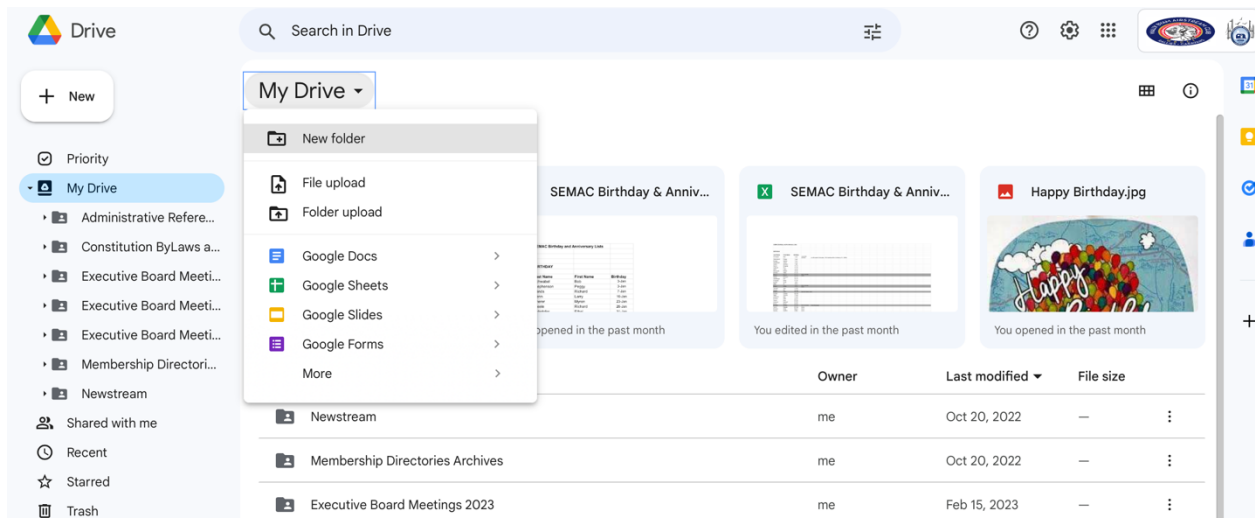 Drive
Search in Drive
New
My Drive
Priority
My Drive
Administrative Refere...
Constitution ByLaws a...
Executive Board Meeti...
Executive Board Meeti...
Executive Board Meeti...
Membership Directori...
Newstream
Shared with me
Recent
Starred
Trash
New folder
File upload
Folder upload
Google Docs
Google Sheets
Google Slides
Google Forms
More
SEMAC Birthday & Anniv...
opened in the past month
SEMAC Birthday & Anniv...
You edited in the past month
Happy Birthday.jpg
Happy
You opened in the past month
Owner Last modified File size
Newstream me Oct 20, 2022 —
Membership Directories Archives me Oct 20, 2022 —
Executive Board Meetings 2023 me Feb 15, 2023 —
31